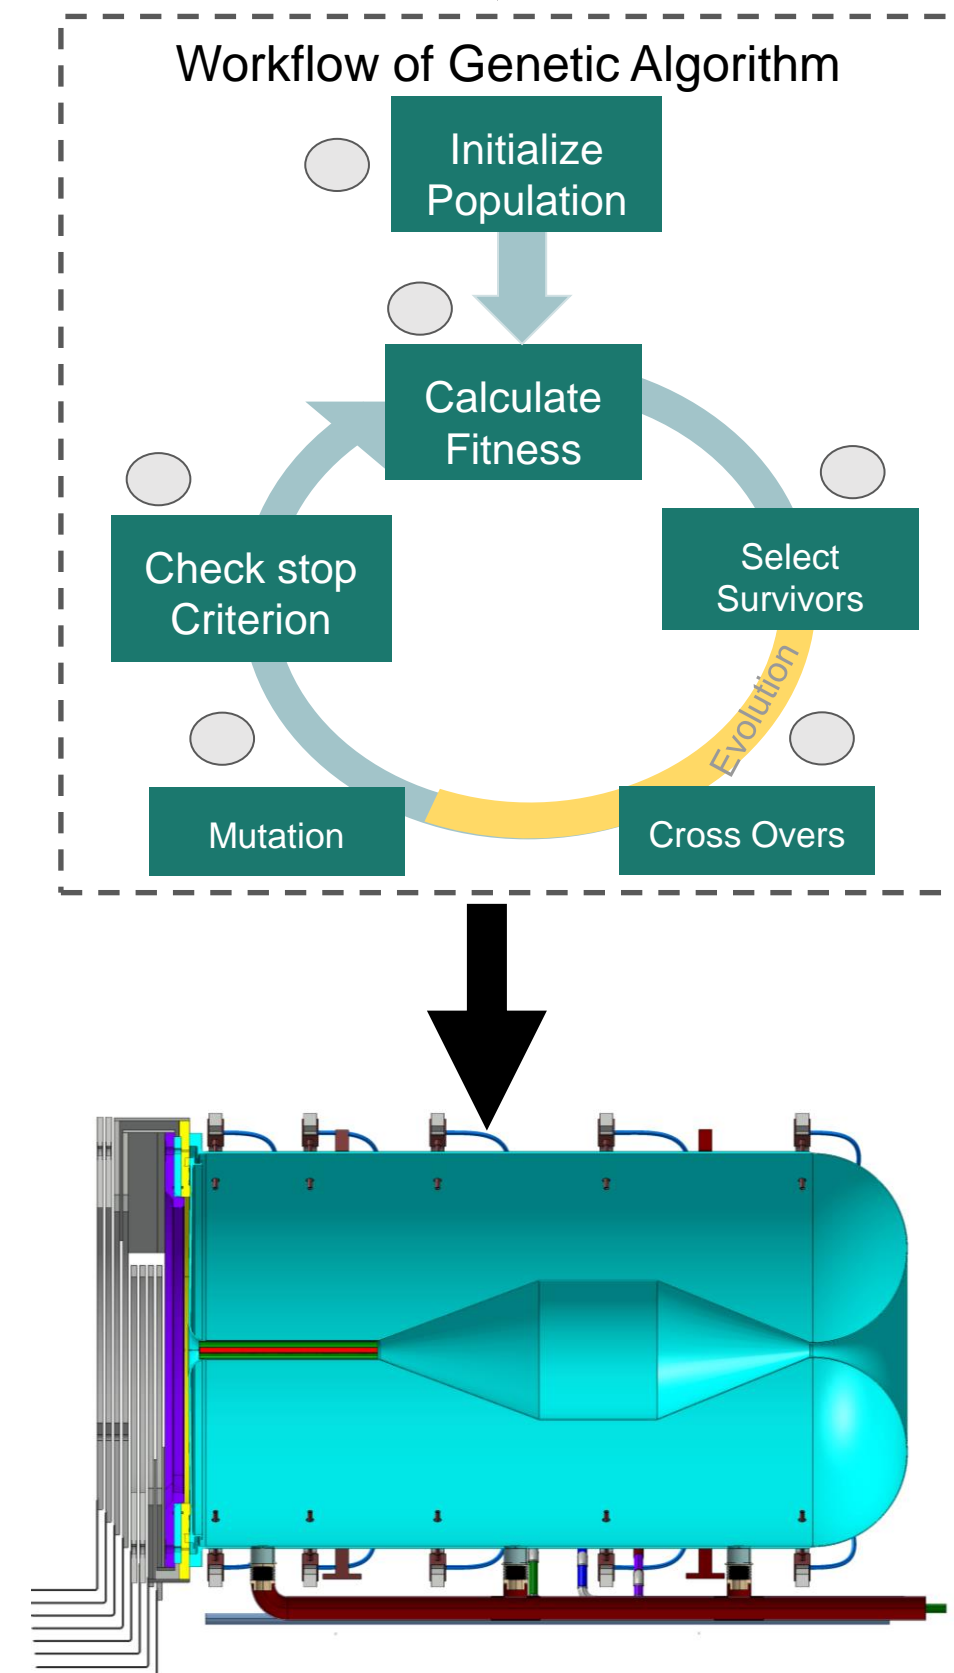 Workflow of Genetic Algorithm
Initialize
Population
Calculate
Fitness
Select
Survivors
Evolution
Cross Overs
Mutation
Check stop
Criterion